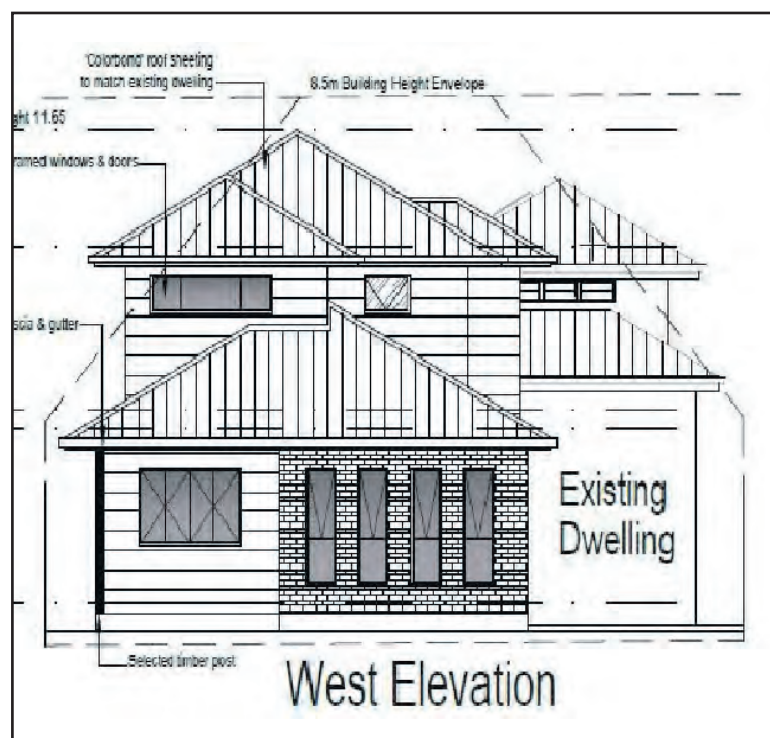 'Colorbond' roof sheeting
to match existing dwelling
8.5m Building Height Envelope
ght 11.65
ramed windows & doors
scia & gutter
Existing
Dwelling
Selected timber post
West Elevation